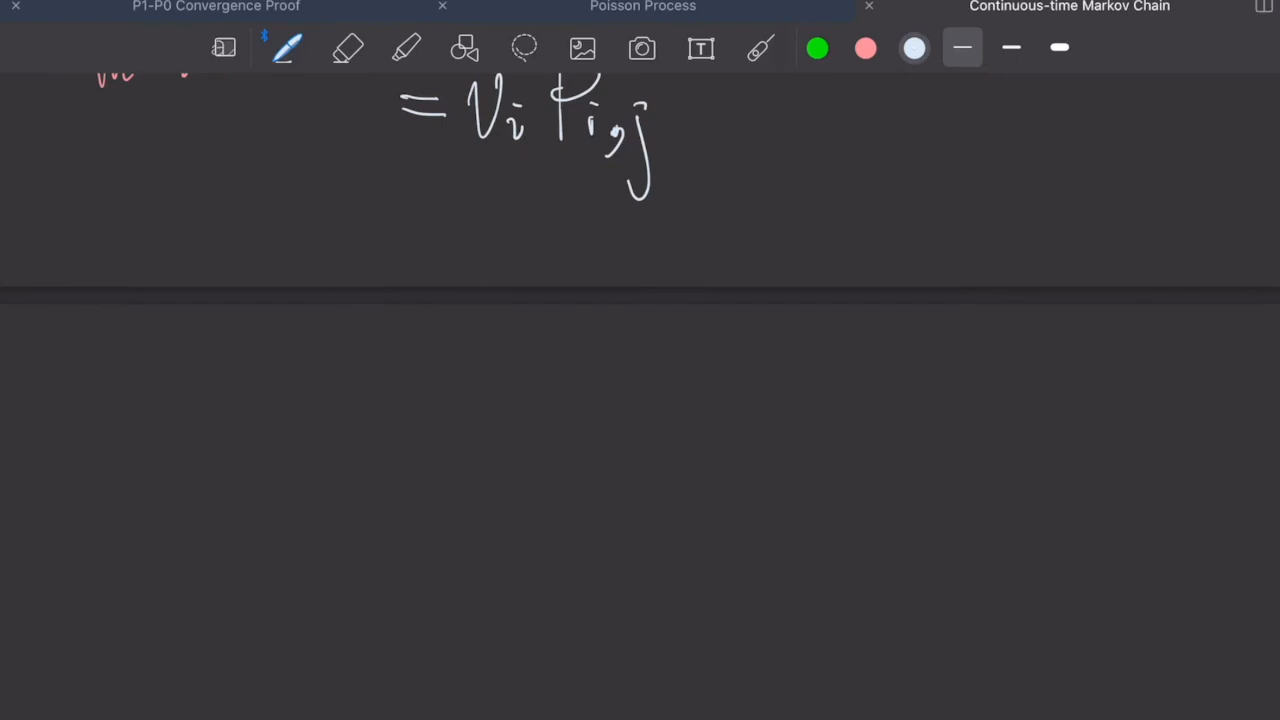 P1-P0 Convergence Proof
Poisson Process
Continuous-time Markov Chain
= Vi Pi,j